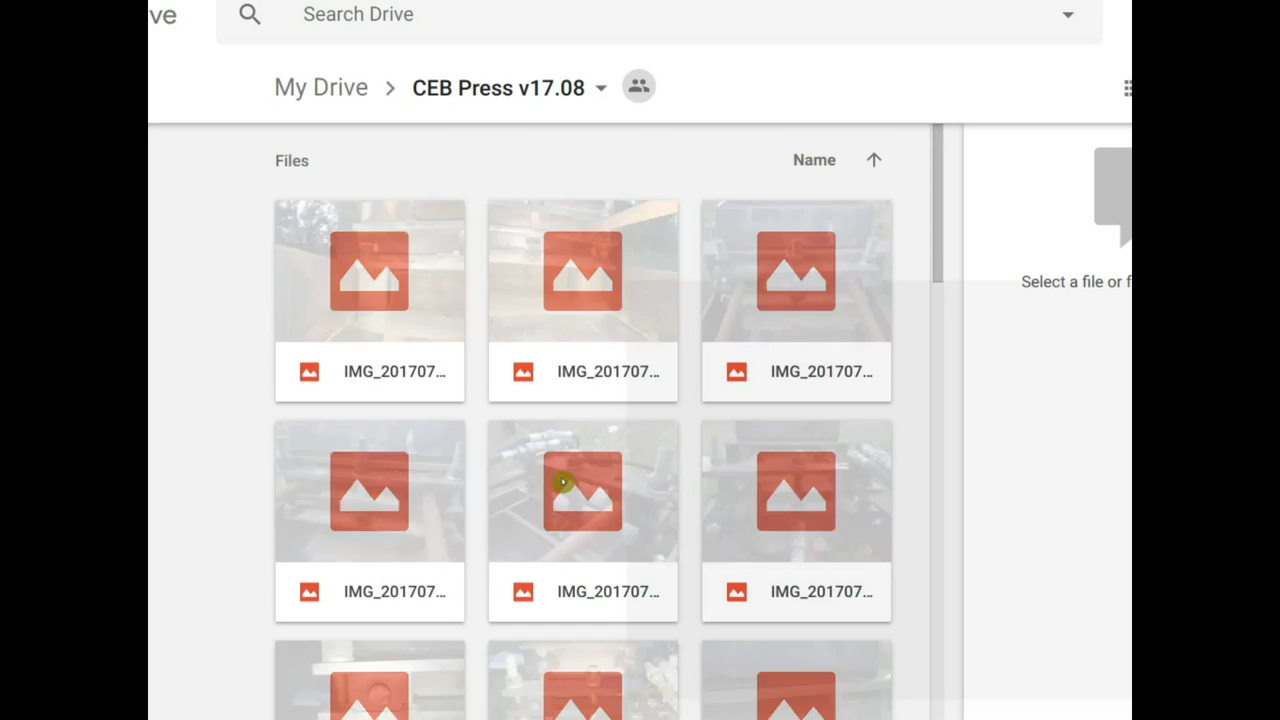 ve
Search Drive
My Drive > CEB Press v17.08
Files
Name
Select a file or f
IMG_201707...
IMG_201707...
IMG_201707...
IMG_201707...
IMG_201707...
IMG_201707...